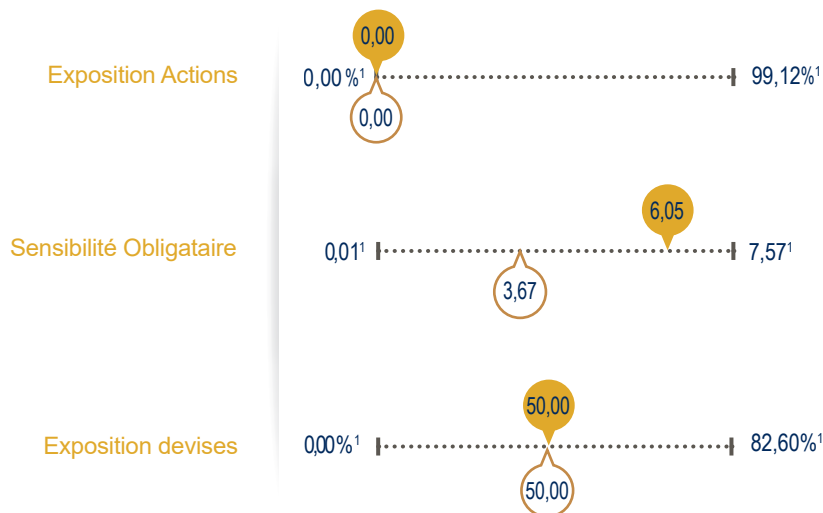 0,00
Exposition Actions 0,00%¹ 99,12%¹
0,00
6,05
Sensibilité Obligataire 0,01¹ 7,57¹
3,67
50,00
Exposition devises 0,00%¹ 82,60%¹
50,00